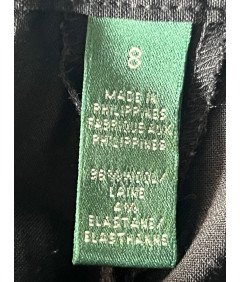 8
MADE IN
PHILIPPINES
FABRIQUE AUX
PHILIPPINES
96% WOOL/
LAINE
4%
ELASTANE/
ELASTHANNE